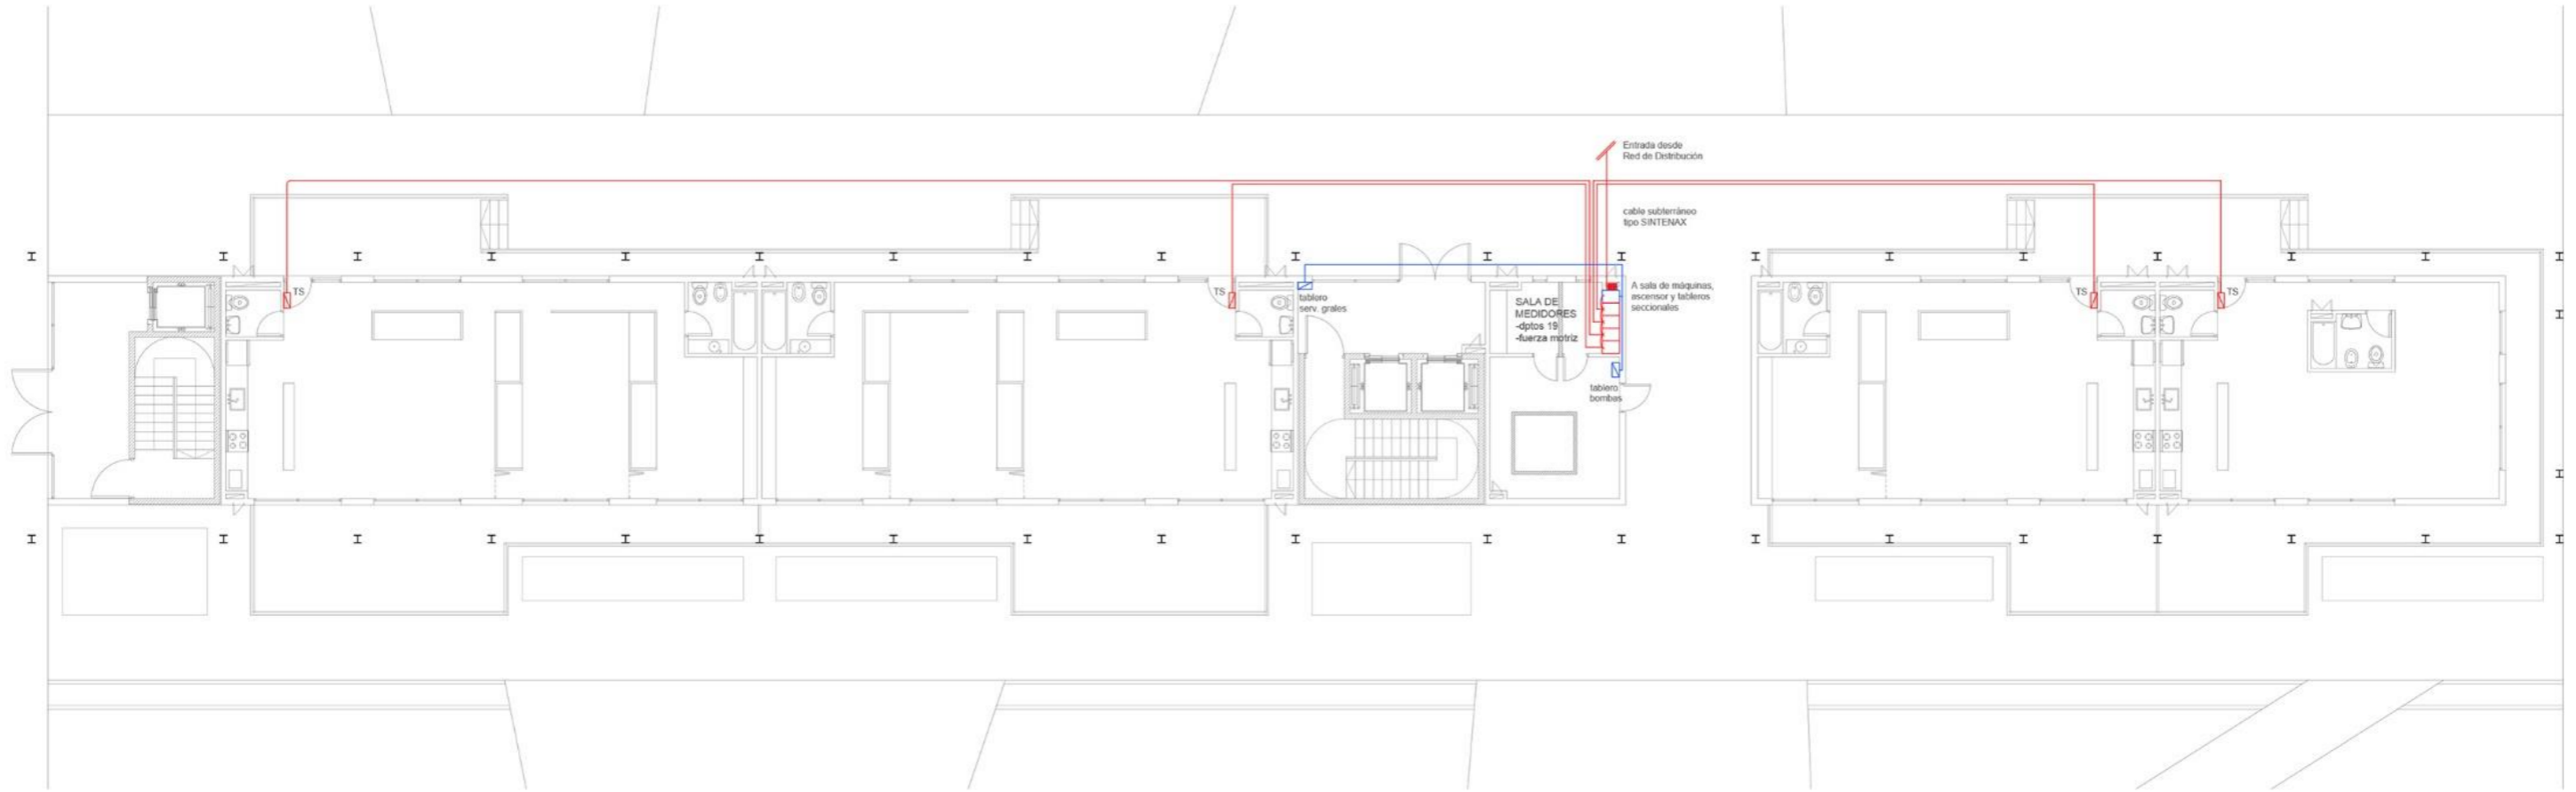 Entrada desde
Red de Distribución
cable subterráneo
tipo SINTENAX
TS
TS
TS
TS
tablero
serv. grales
SALA DE
MEDIDORES
-dptos 19
-fuerza motriz
A sala de máquinas,
ascensor y tableros
seccionales
tablero
bombas